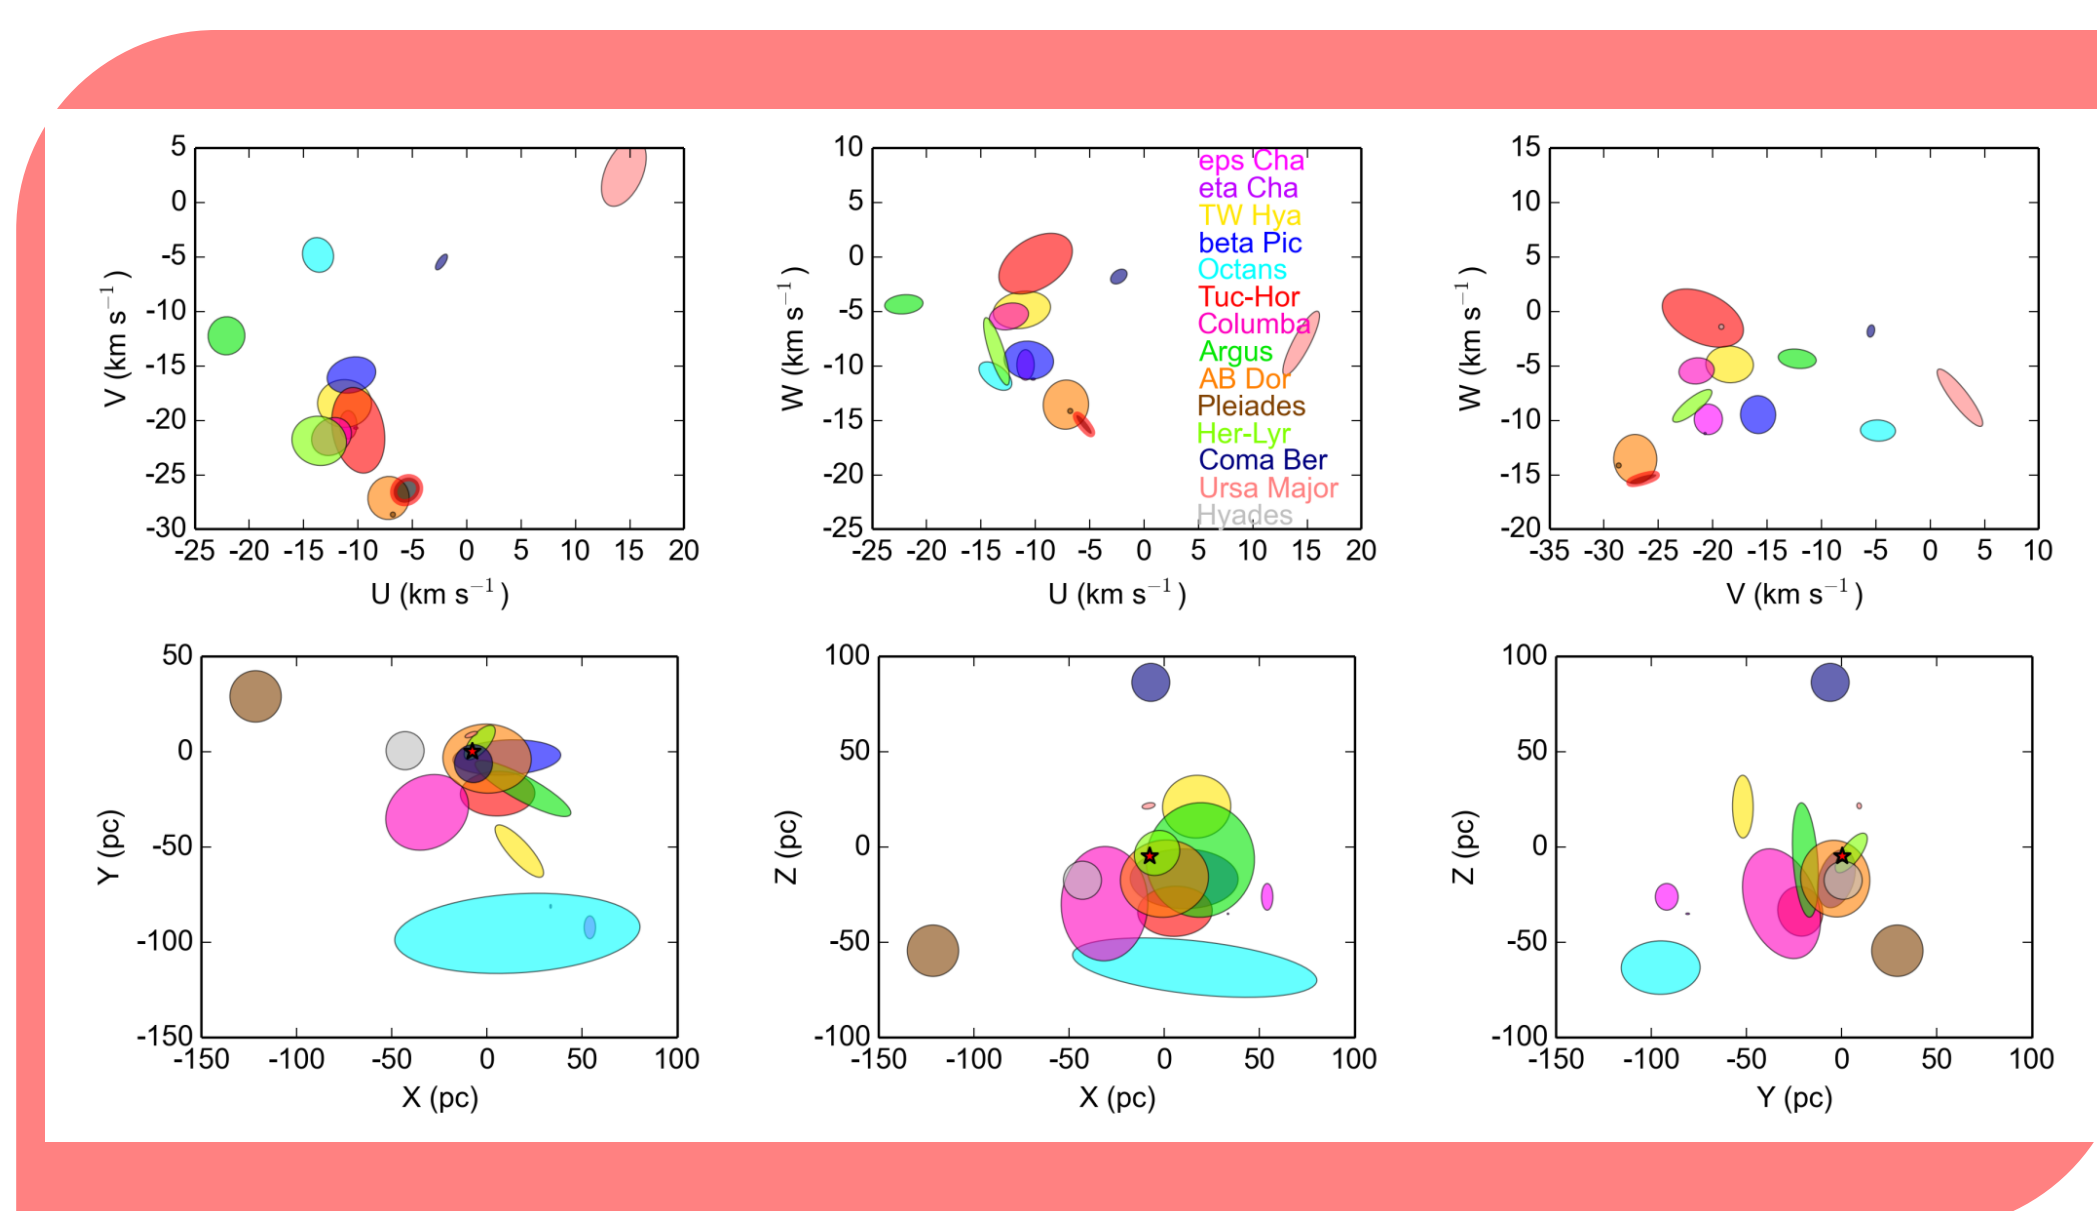 5
0
-5
-10
-15
-20
-25
-30
V (km s−1)
-25 -20 -15 -10 -5 0 5 10 15 20
U (km s−1)
10
5
0
-5
-10
-15
-20
-25
W (km s−1)
eps Cha
eta Cha
TW Hya
beta Pic
Octans
Tuc-Hor
Columba
Argus
AB Dor
Pleiades
Her-Lyr
Coma Ber
Ursa Major
Hyades
-25 -20 -15 -10 -5 0 5 10 15 20
U (km s−1)
15
10
5
0
-5
-10
-15
-20
W (km s−1)
-35 -30 -25 -20 -15 -10 -5 0 5 10
V (km s−1)
50
0
-50
-100
-150
Y (pc)
-150 -100 -50 0 50 100
X (pc)
100
50
0
-50
-100
Z (pc)
-150 -100 -50 0 50 100
X (pc)
100
50
0
-50
-100
Z (pc)
-150 -100 -50 0 50 100
Y (pc)